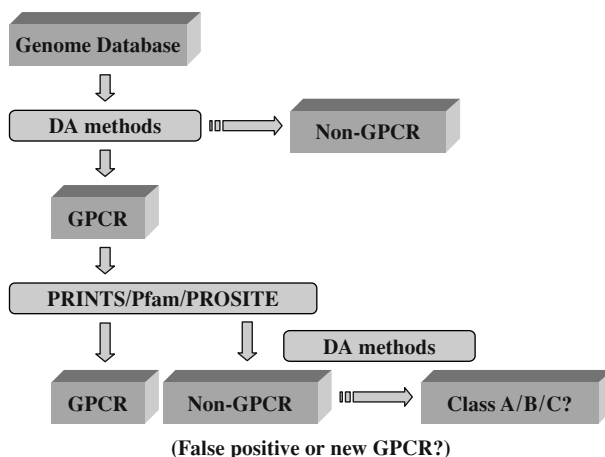 Genome Database
DA methods
Non-GPCR
GPCR
PRINTS/Pfam/PROSITE
DA methods
GPCR
Non-GPCR
Class A/B/C?
(False positive or new GPCR?)